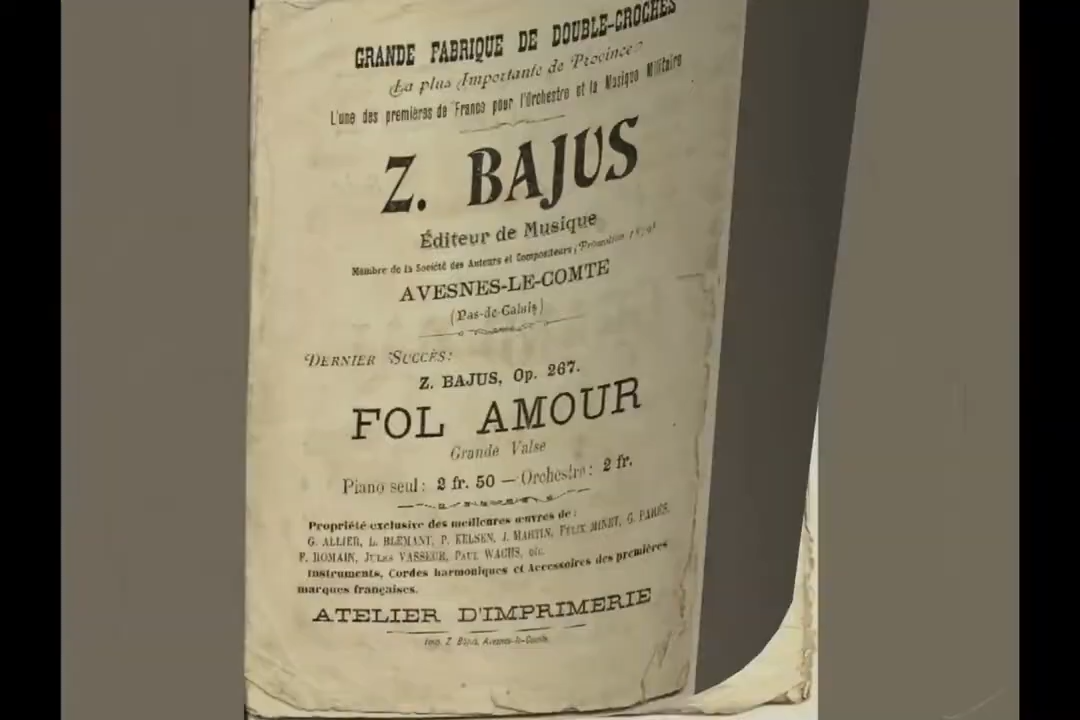 GRANDE FABRIQUE DE DOUBLE-CROCHES
La plus Importante de Province
L'une des premières de France pour l'Orchestre et la Musique Militaire
Z. BAJUS
Éditeur de Musique
Membre de la Société des Auteurs et Compositeurs (Promotion
AVESNES-LE-COMTE
(Pas-de-Calais)
DERNIER SUCCÈS:
Z. BAJUS, Op. 267.
FOL AMOUR
Grande Valse
Piano seul: 2 fr. 50 — Orchestre: 2 fr.
Propriété exclusive des meilleures œuvres de:
G. ALLIER, L. BLÉMANT, P. KELSEN, J. MARTIN, FÉLIX BINET, G. PARÈS,
F. ROMAIN, JULES VASSEUR, PAUL WACHS, etc.
Instruments, Cordes harmoniques et Accessoires des premières
marques françaises.
ATELIER D'IMPRIMERIE
Imp. Z. Bajus, Avesnes-le-Comte.